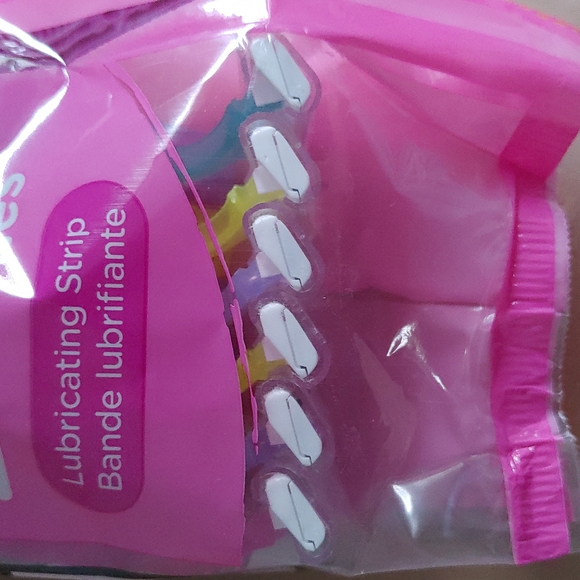 Lubricating Strip
Bande lubrifiante